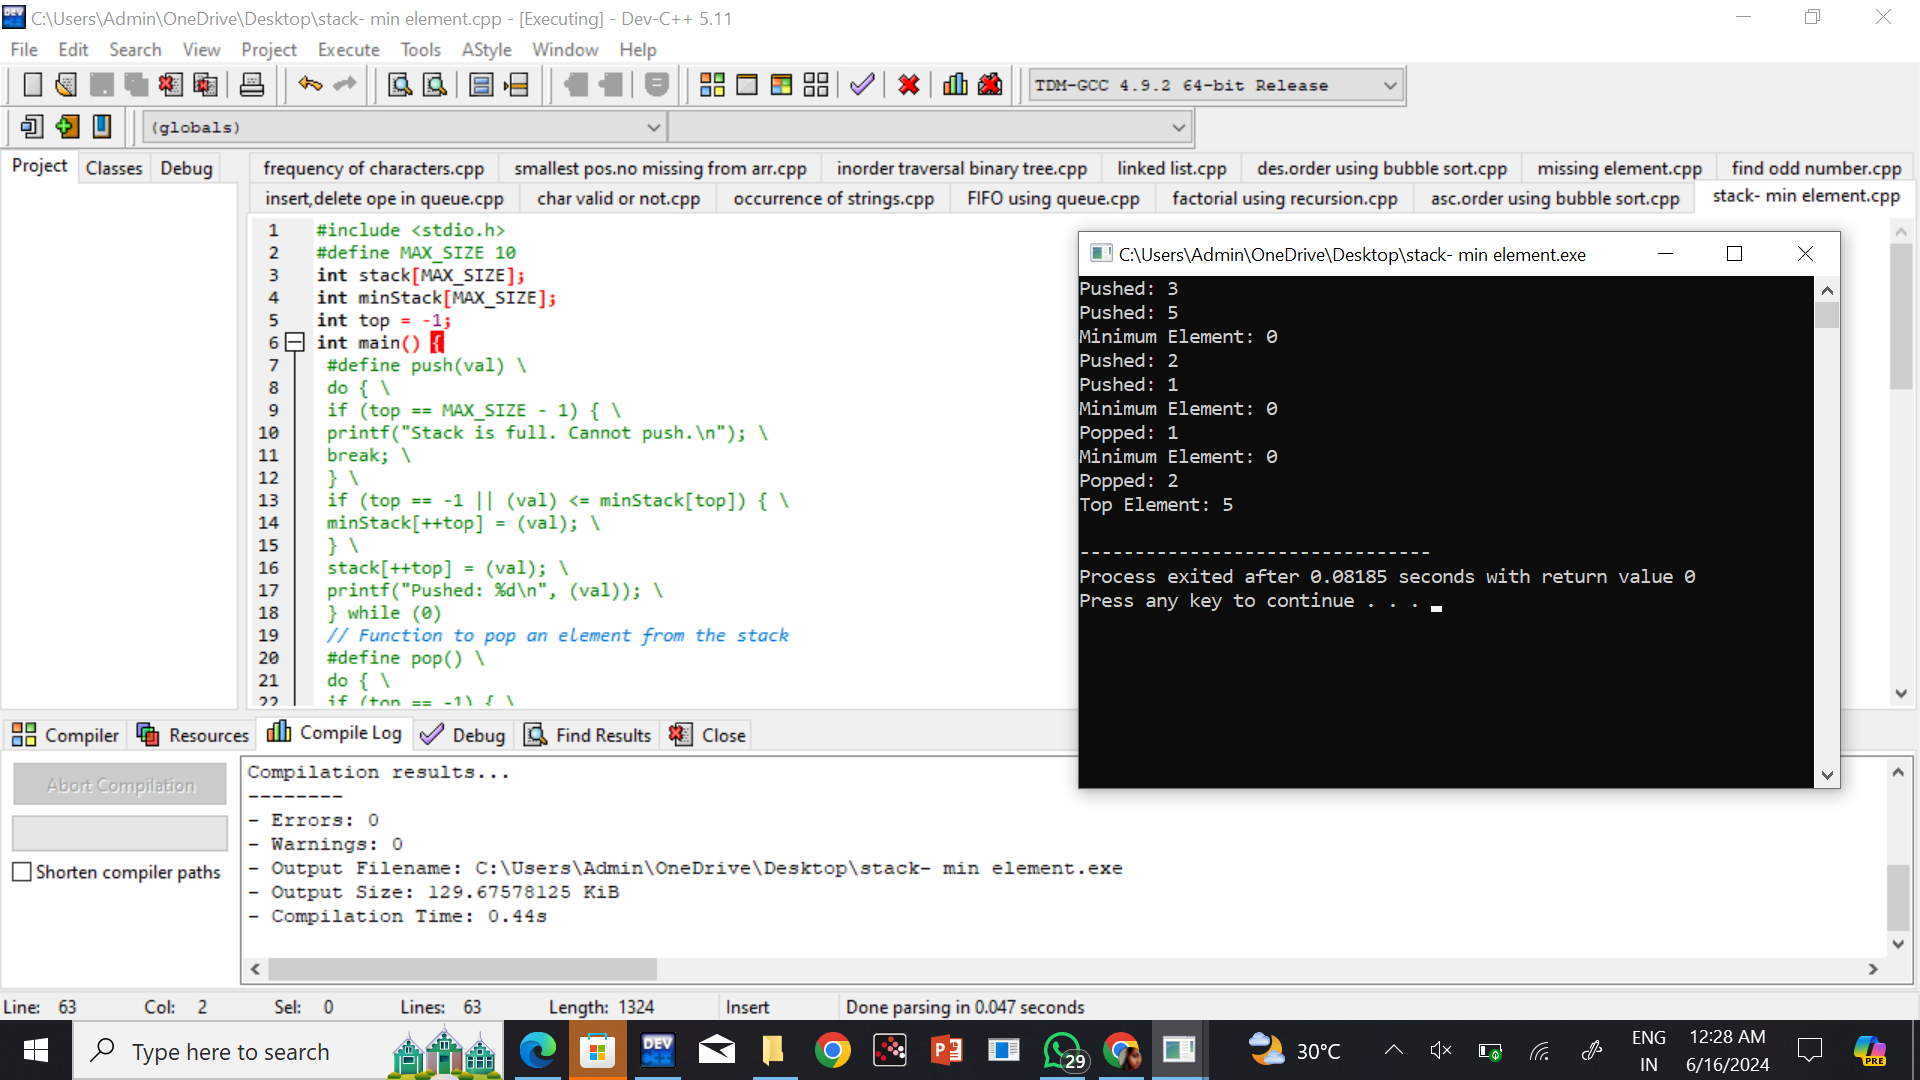 C:\Users\Admin\OneDrive\Desktop\stack- min element.cpp - [Executing] - Dev-C++ 5.11
File Edit Search View Project Execute Tools AStyle Window Help
TDM-GCC 4.9.2 64-bit Release
(globals)
Project Classes Debug
frequency of characters.cpp smallest pos.no missing from arr.cpp inorder traversal binary tree.cpp linked list.cpp des.order using bubble sort.cpp missing element.cpp find odd number.cpp
insert,delete ope in queue.cpp char valid or not.cpp occurrence of strings.cpp FIFO using queue.cpp factorial using recursion.cpp asc.order using bubble sort.cpp stack- min element.cpp
1 #include <stdio.h>
2 #define MAX_SIZE 10
3 int stack[MAX_SIZE];
4 int minStack[MAX_SIZE];
5 int top = -1;
6 int main() {
7 #define push(val) \
8 do { \
9 if (top == MAX_SIZE - 1) { \
10 printf("Stack is full. Cannot push.\n"); \
11 break; \
12 } \
13 if (top == -1 || (val) <= minStack[top]) { \
14 minStack[++top] = (val); \
15 } \
16 stack[++top] = (val); \
17 printf("Pushed: %d\n", (val)); \
18 } while (0)
19 // Function to pop an element from the stack
20 #define pop() \
21 do { \
22 if (top == -1) { \
C:\Users\Admin\OneDrive\Desktop\stack- min element.exe
Pushed: 3
Pushed: 5
Minimum Element: 0
Pushed: 2
Pushed: 1
Minimum Element: 0
Popped: 1
Minimum Element: 0
Popped: 2
Top Element: 5
--------------------------------
Process exited after 0.08185 seconds with return value 0
Press any key to continue . . .
Compiler Resources Compile Log Debug Find Results Close
Abort Compilation
Shorten compiler paths
Compilation results...
--------
- Errors: 0
- Warnings: 0
- Output Filename: C:\Users\Admin\OneDrive\Desktop\stack- min element.exe
- Output Size: 129.67578125 KiB
- Compilation Time: 0.44s
Line: 63 Col: 2 Sel: 0 Lines: 63 Length: 1324 Insert Done parsing in 0.047 seconds
Type here to search
DEV
29
30°C
ENG
IN
12:28 AM
6/16/2024
PRE